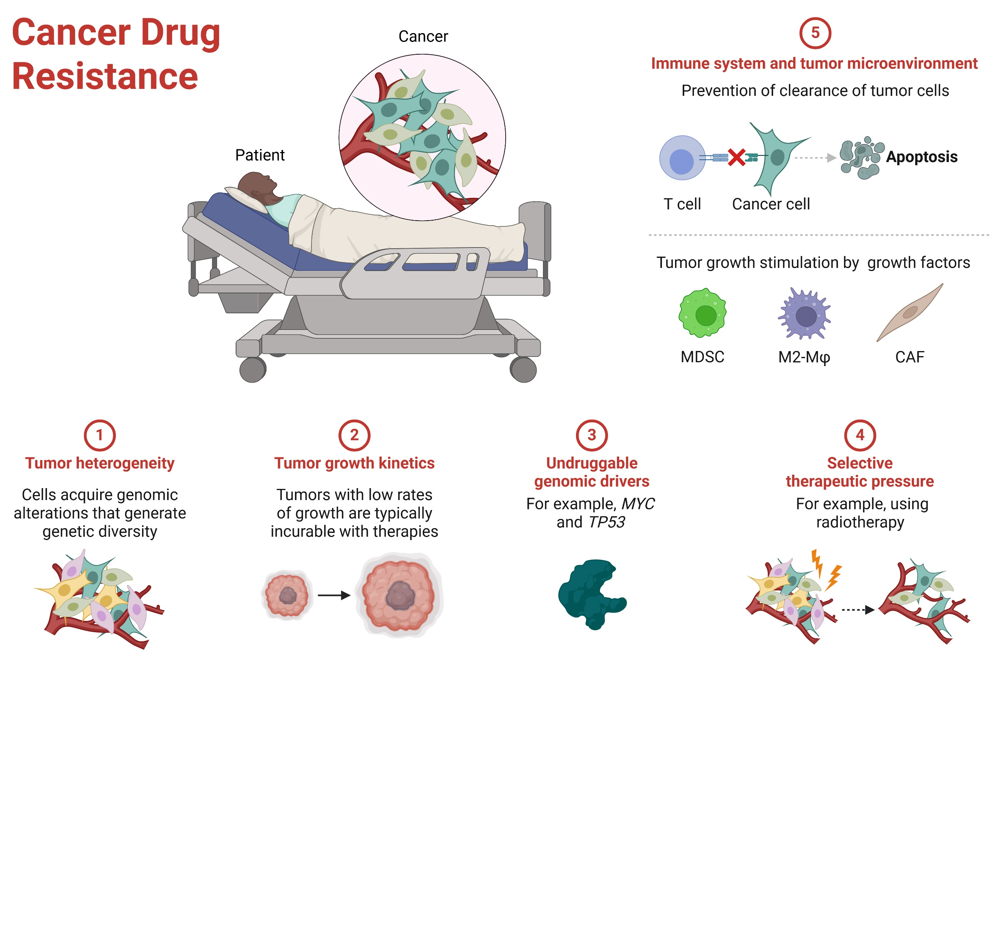 Cancer Drug
Resistance
Cancer
Patient
5
Immune system and tumor microenvironment
Prevention of clearance of tumor cells
Apoptosis
T cell
Cancer cell
Tumor growth stimulation by  growth factors
MDSC
M2-Mφ
CAF
1
Tumor heterogeneity
Cells acquire genomic
alterations that generate
genetic diversity
2
Tumor growth kinetics
Tumors with low rates
of growth are typically
incurable with therapies
3
Undruggable
genomic drivers
For example, MYC
and TP53
4
Selective
therapeutic pressure
For example, using
radiotherapy